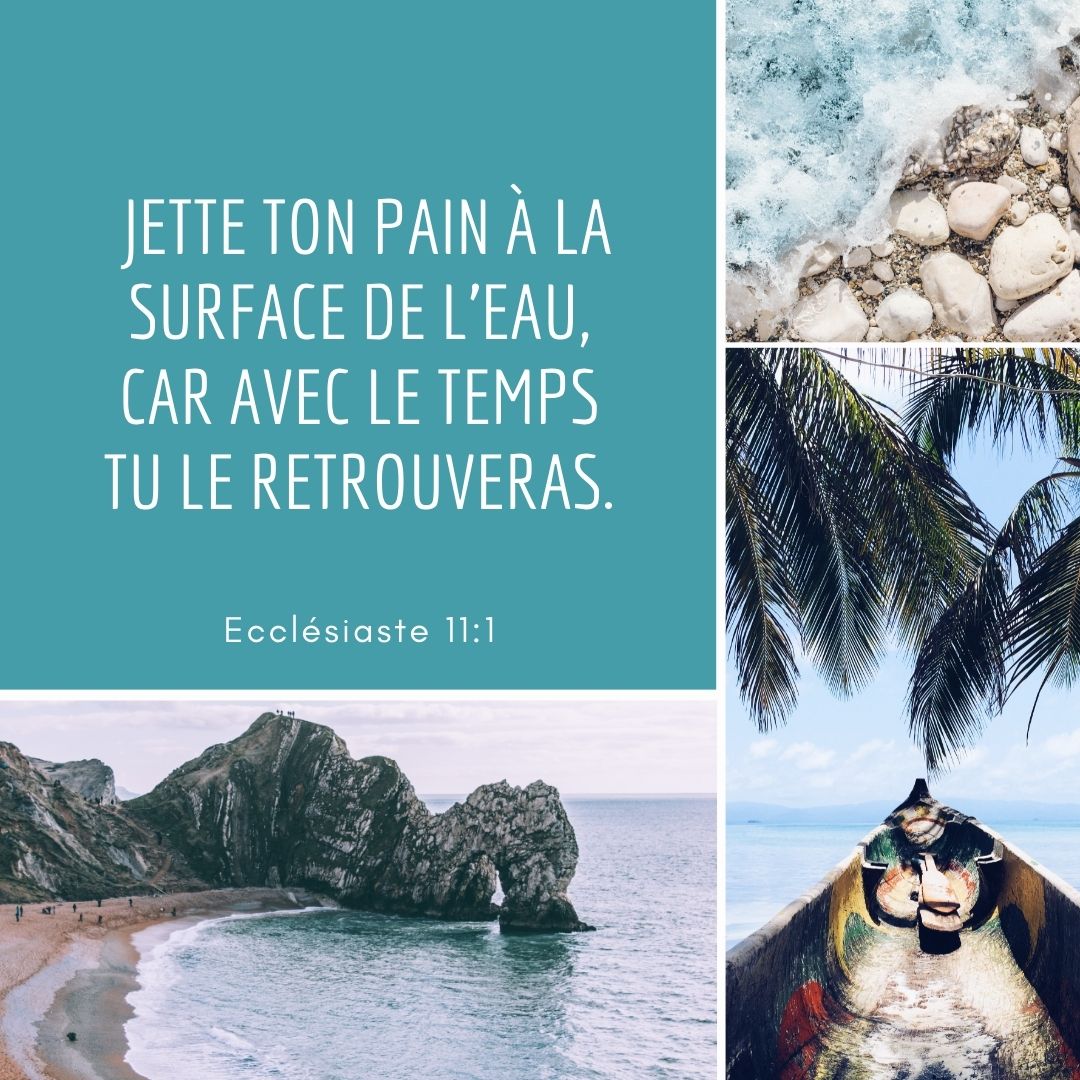 JETTE TON PAIN À LA
SURFACE DE L'EAU,
CAR AVEC LE TEMPS
TU LE RETROUVERAS.
Ecclésiaste 11:1